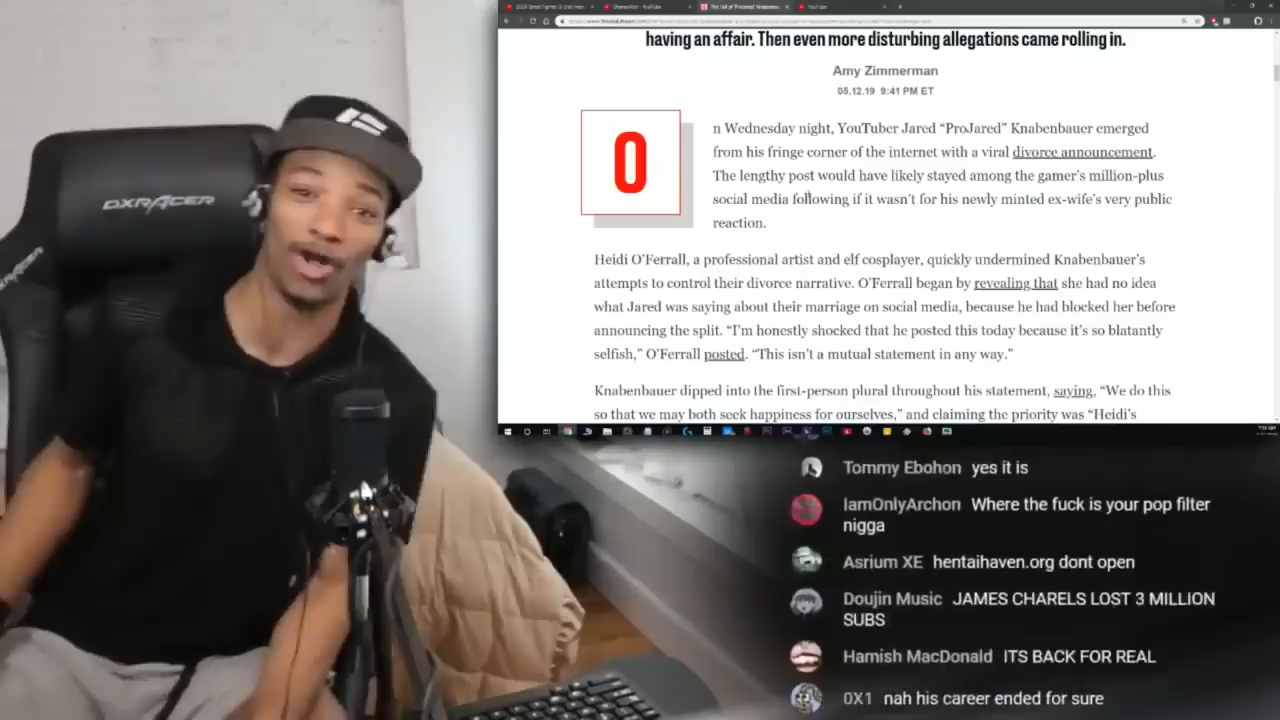 DXRACER
having an affair. Then even more disturbing allegations came rolling in.
Amy Zimmerman
05.12.19 9:41 PM ET
On Wednesday night, YouTuber Jared “ProJared” Knabenbauer emerged
from his fringe corner of the internet with a viral divorce announcement.
The lengthy post would have likely stayed among the gamer’s million-plus
social media following if it wasn’t for his newly minted ex-wife’s very public
reaction.
Heidi O’Ferrall, a professional artist and elf cosplayer, quickly undermined Knabenbauer’s
attempts to control their divorce narrative. O’Ferrall began by revealing that she had no idea
what Jared was saying about their marriage on social media, because he had blocked her before
announcing the split. “I’m honestly shocked that he posted this today because it’s so blatantly
selfish,” O’Ferrall posted. “This isn’t a mutual statement in any way.”
Knabenbauer dipped into the first-person plural throughout his statement, saying, “We do this
so that we may both seek happiness for ourselves,” and claiming the priority was “Heidi’s
Tommy Ebohon yes it is
IamOnlyArchon Where the fuck is your pop filter
nigga
Asrium XE hentaihaven.org dont open
Doujin Music JAMES CHARELS LOST 3 MILLION
SUBS
Hamish MacDonald ITS BACK FOR REAL
0X1 nah his career ended for sure